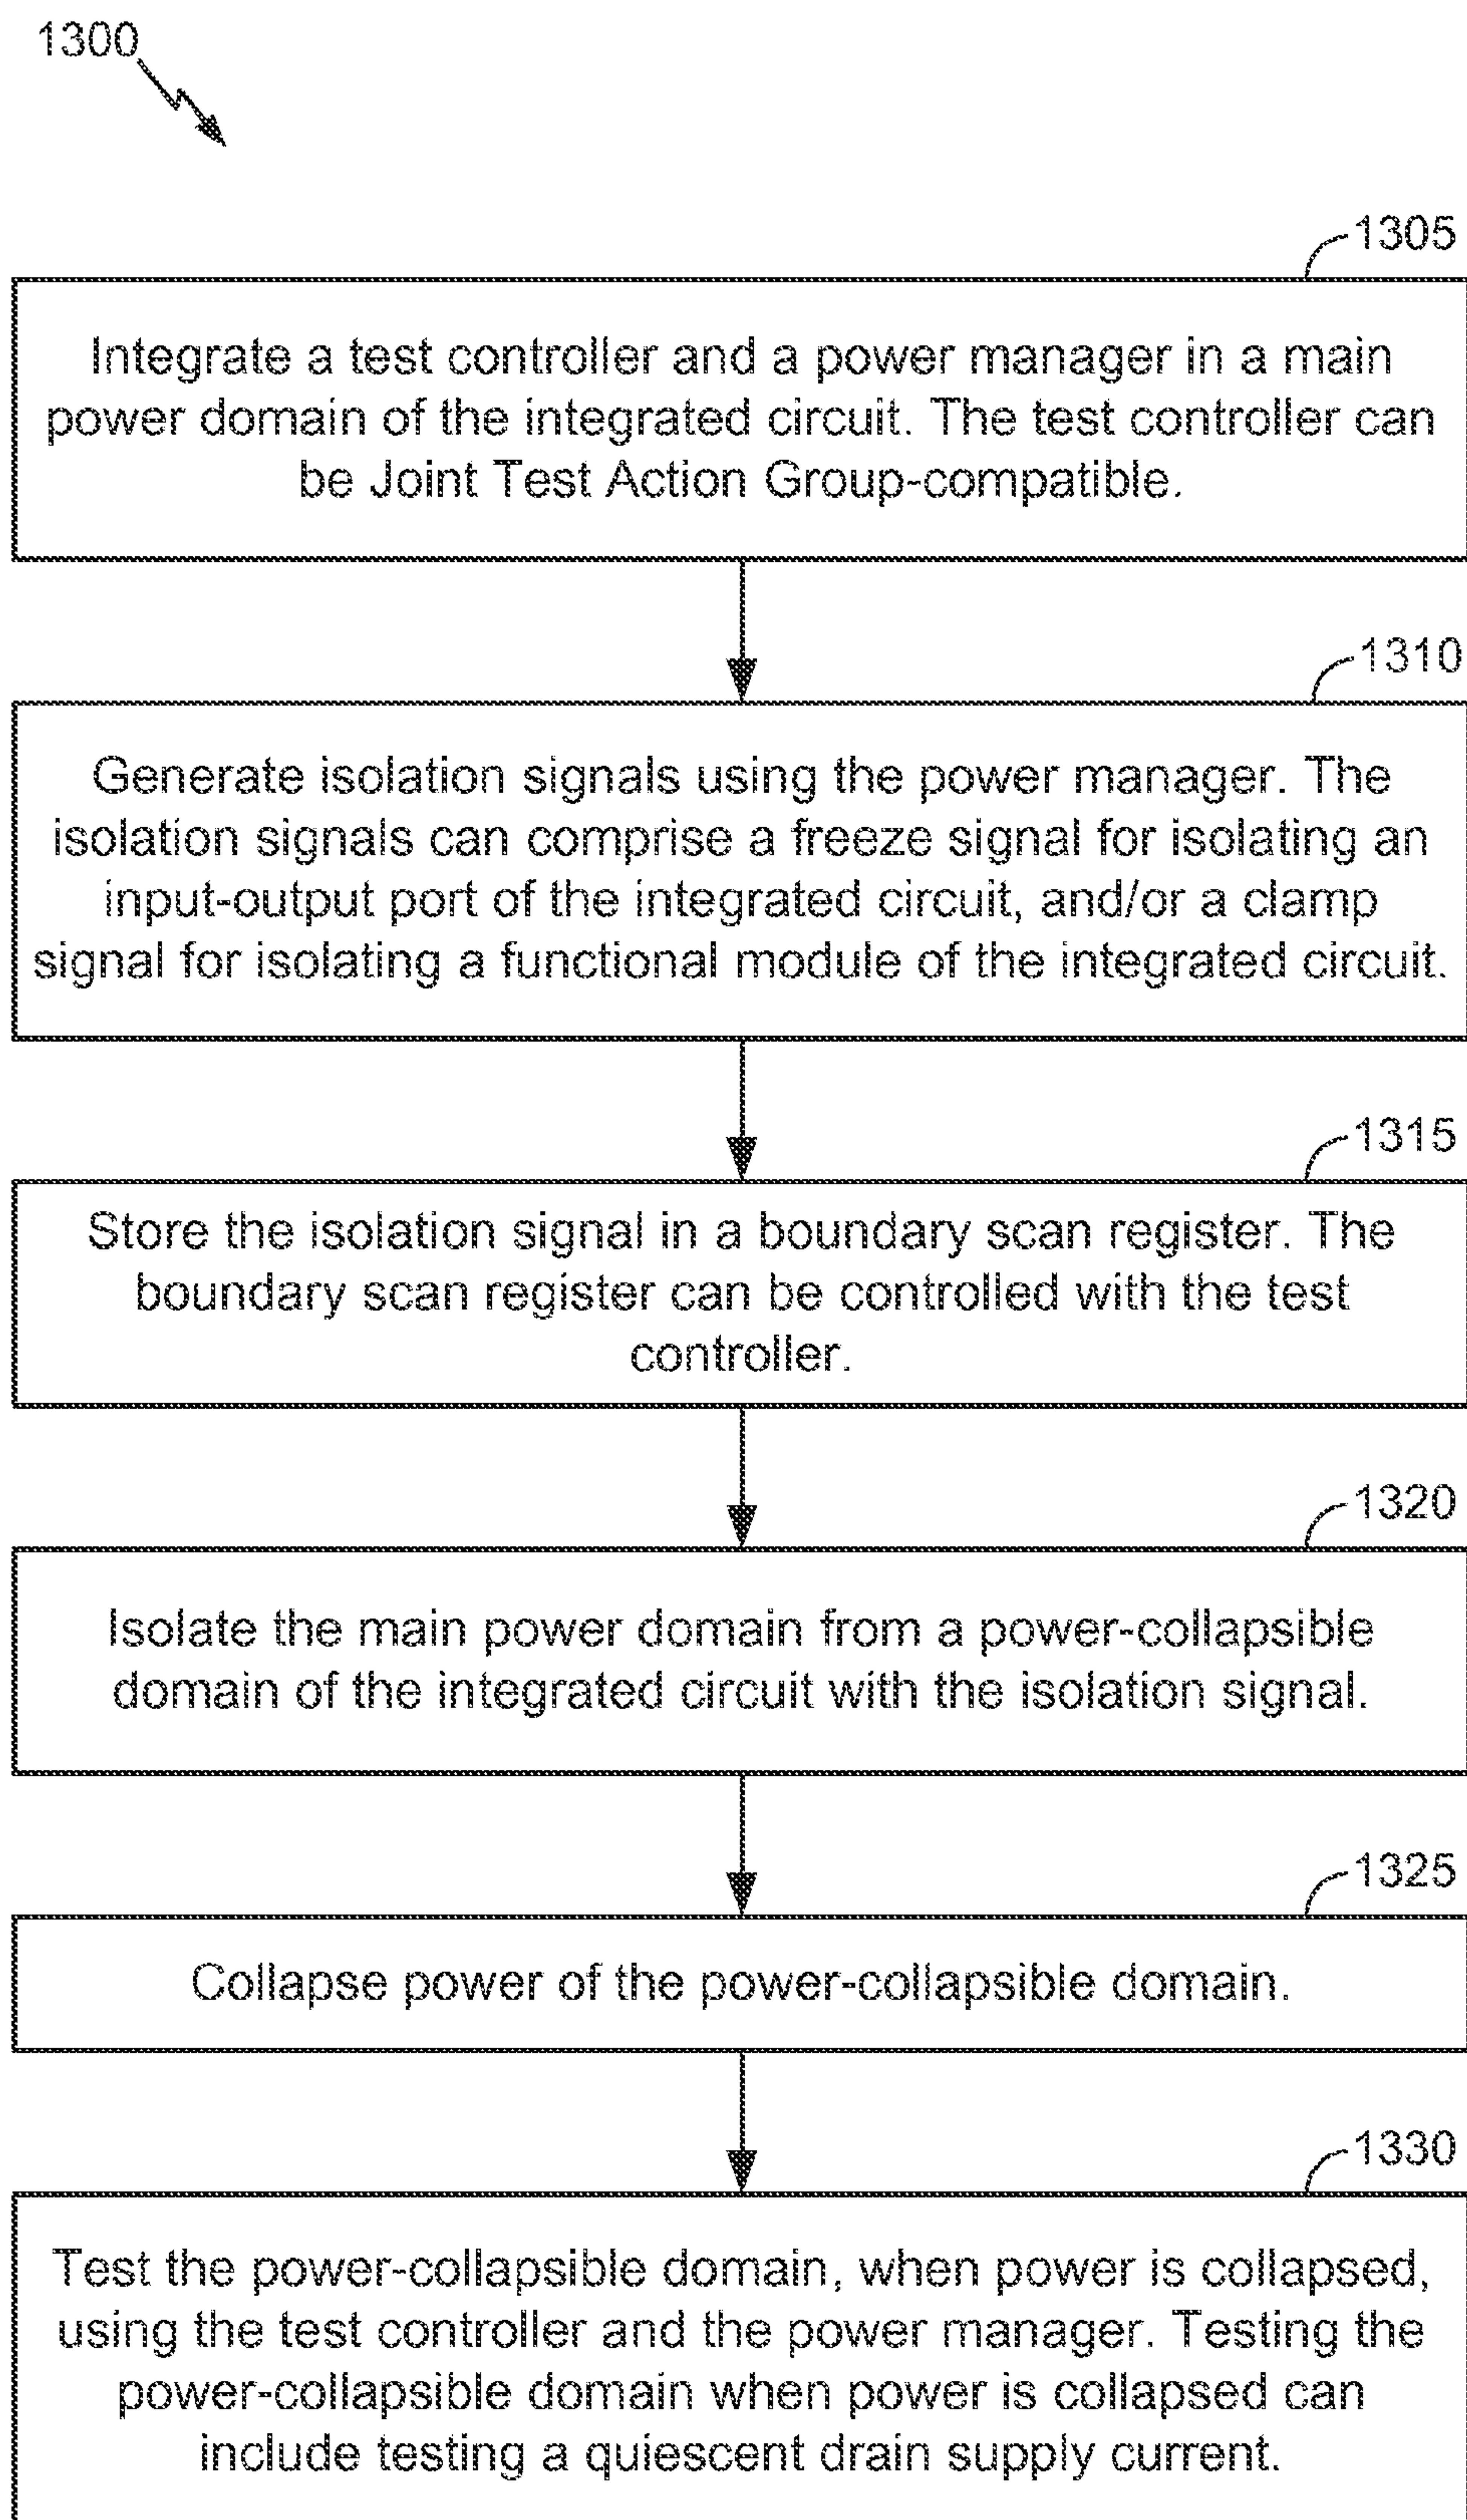 1300
1305
Integrate a test controller and a power manager in a main
power domain of the integrated circuit. The test controller can
be Joint Test Action Group-compatible.
1310
Generate isolation signals using the power manager. The
isolation signals can comprise a freeze signal for isolating an
input-output port of the integrated circuit, and/or a clamp
signal for isolating a functional module of the integrated circuit.
1315
Store the isolation signal in a boundary scan register. The
boundary scan register can be controlled with the test
controller.
1320
Isolate the main power domain from a power-collapsible
domain of the integrated circuit with the isolation signal.
1325
Collapse power of the power-collapsible domain.
1330
Test the power-collapsible domain, when power is collapsed,
using the test controller and the power manager. Testing the
power-collapsible domain when power is collapsed can
include testing a quiescent drain supply current.